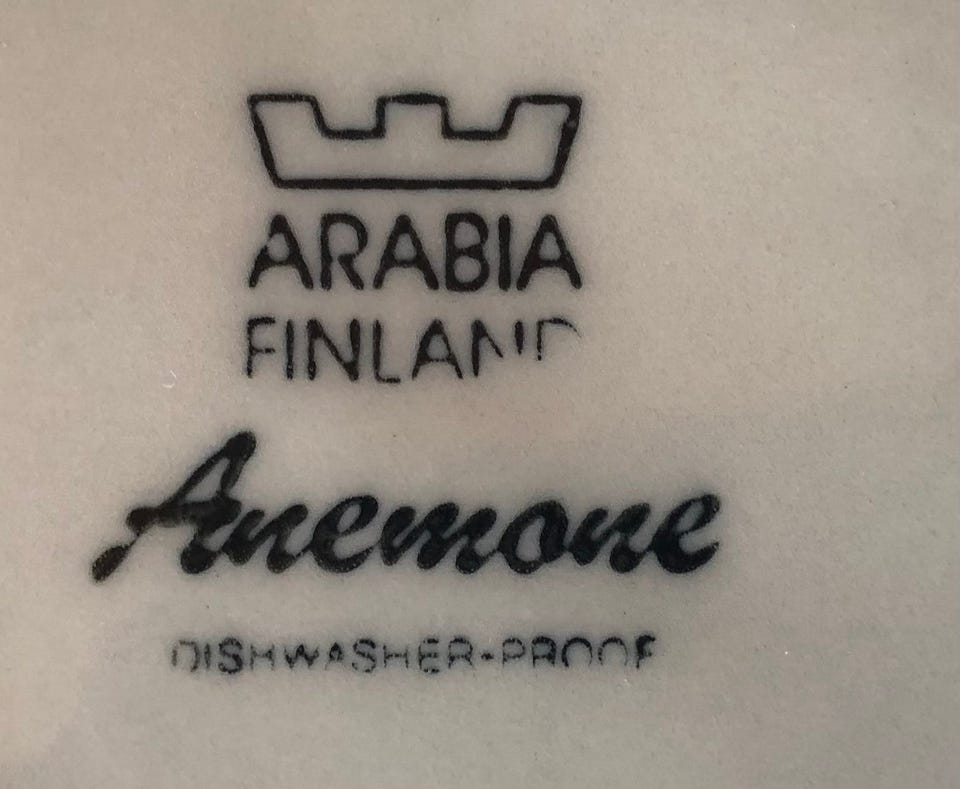 ARABIA
FINLAND
Anemone
DISHWASHER-PROOF